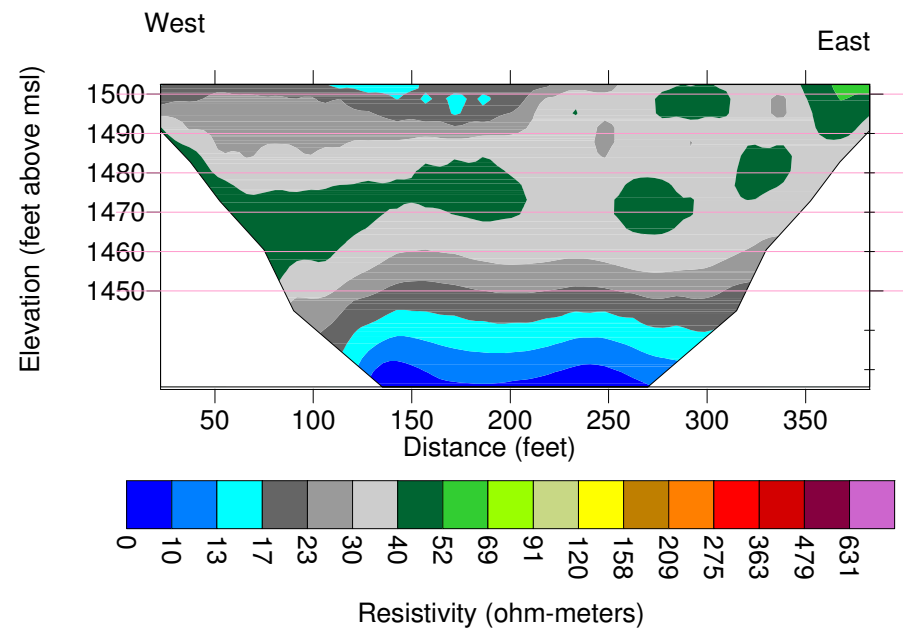 West
East
Elevation (feet above msl)
1500
1490
1480
1470
1460
1450
50 100 150 200 250 300 350
Distance (feet)
0 10 13 17 23 30 40 52 69 91 120 158 209 275 363 479 631
Resistivity (ohm-meters)